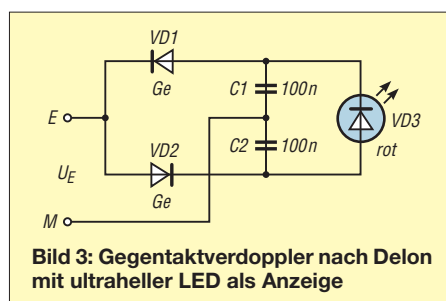 VD1
Ge
C1 100n
E
VD3
VD2
C2 100n
rot
U_E
Ge
M
Bild 3: Gegentaktverdoppler nach Delon
mit ultraheller LED als Anzeige